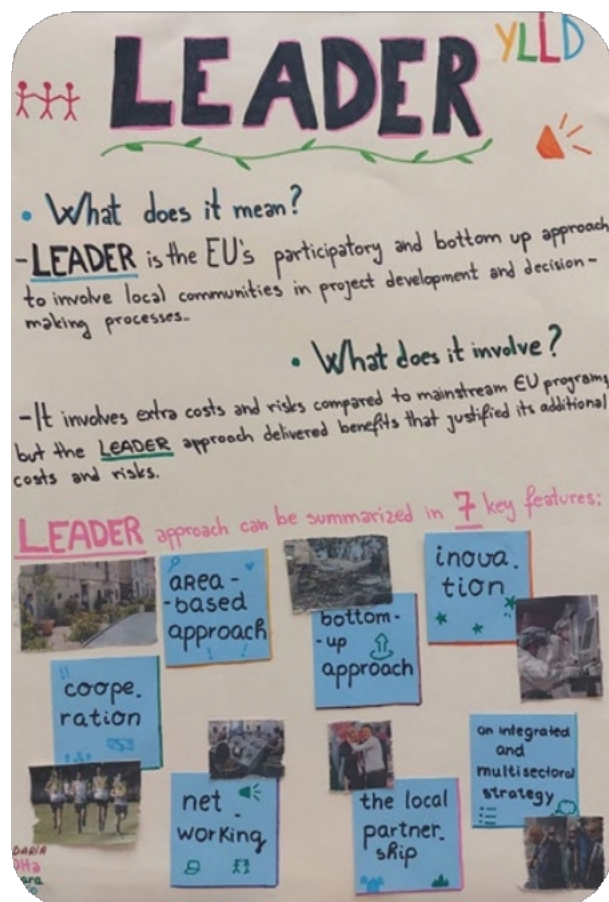 LEADER
YLLD
• What does it mean?
- LEADER is the EU's participatory and bottom up approach
to involve local communities in project development and decision-
making processes..
• What does it involve?
- It involves extra costs and risks compared to mainstream EU programs
but the LEADER approach delivered benefits that justified its additional
costs and risks.
LEADER approach can be summarized in 7 key features:
area-
-based
approach
bottom-
-up
approach
inova.
tion
coope.
ration
net -
working
the local
partner.
ship
an integrated
and
multisectoral
strategy
DARIA